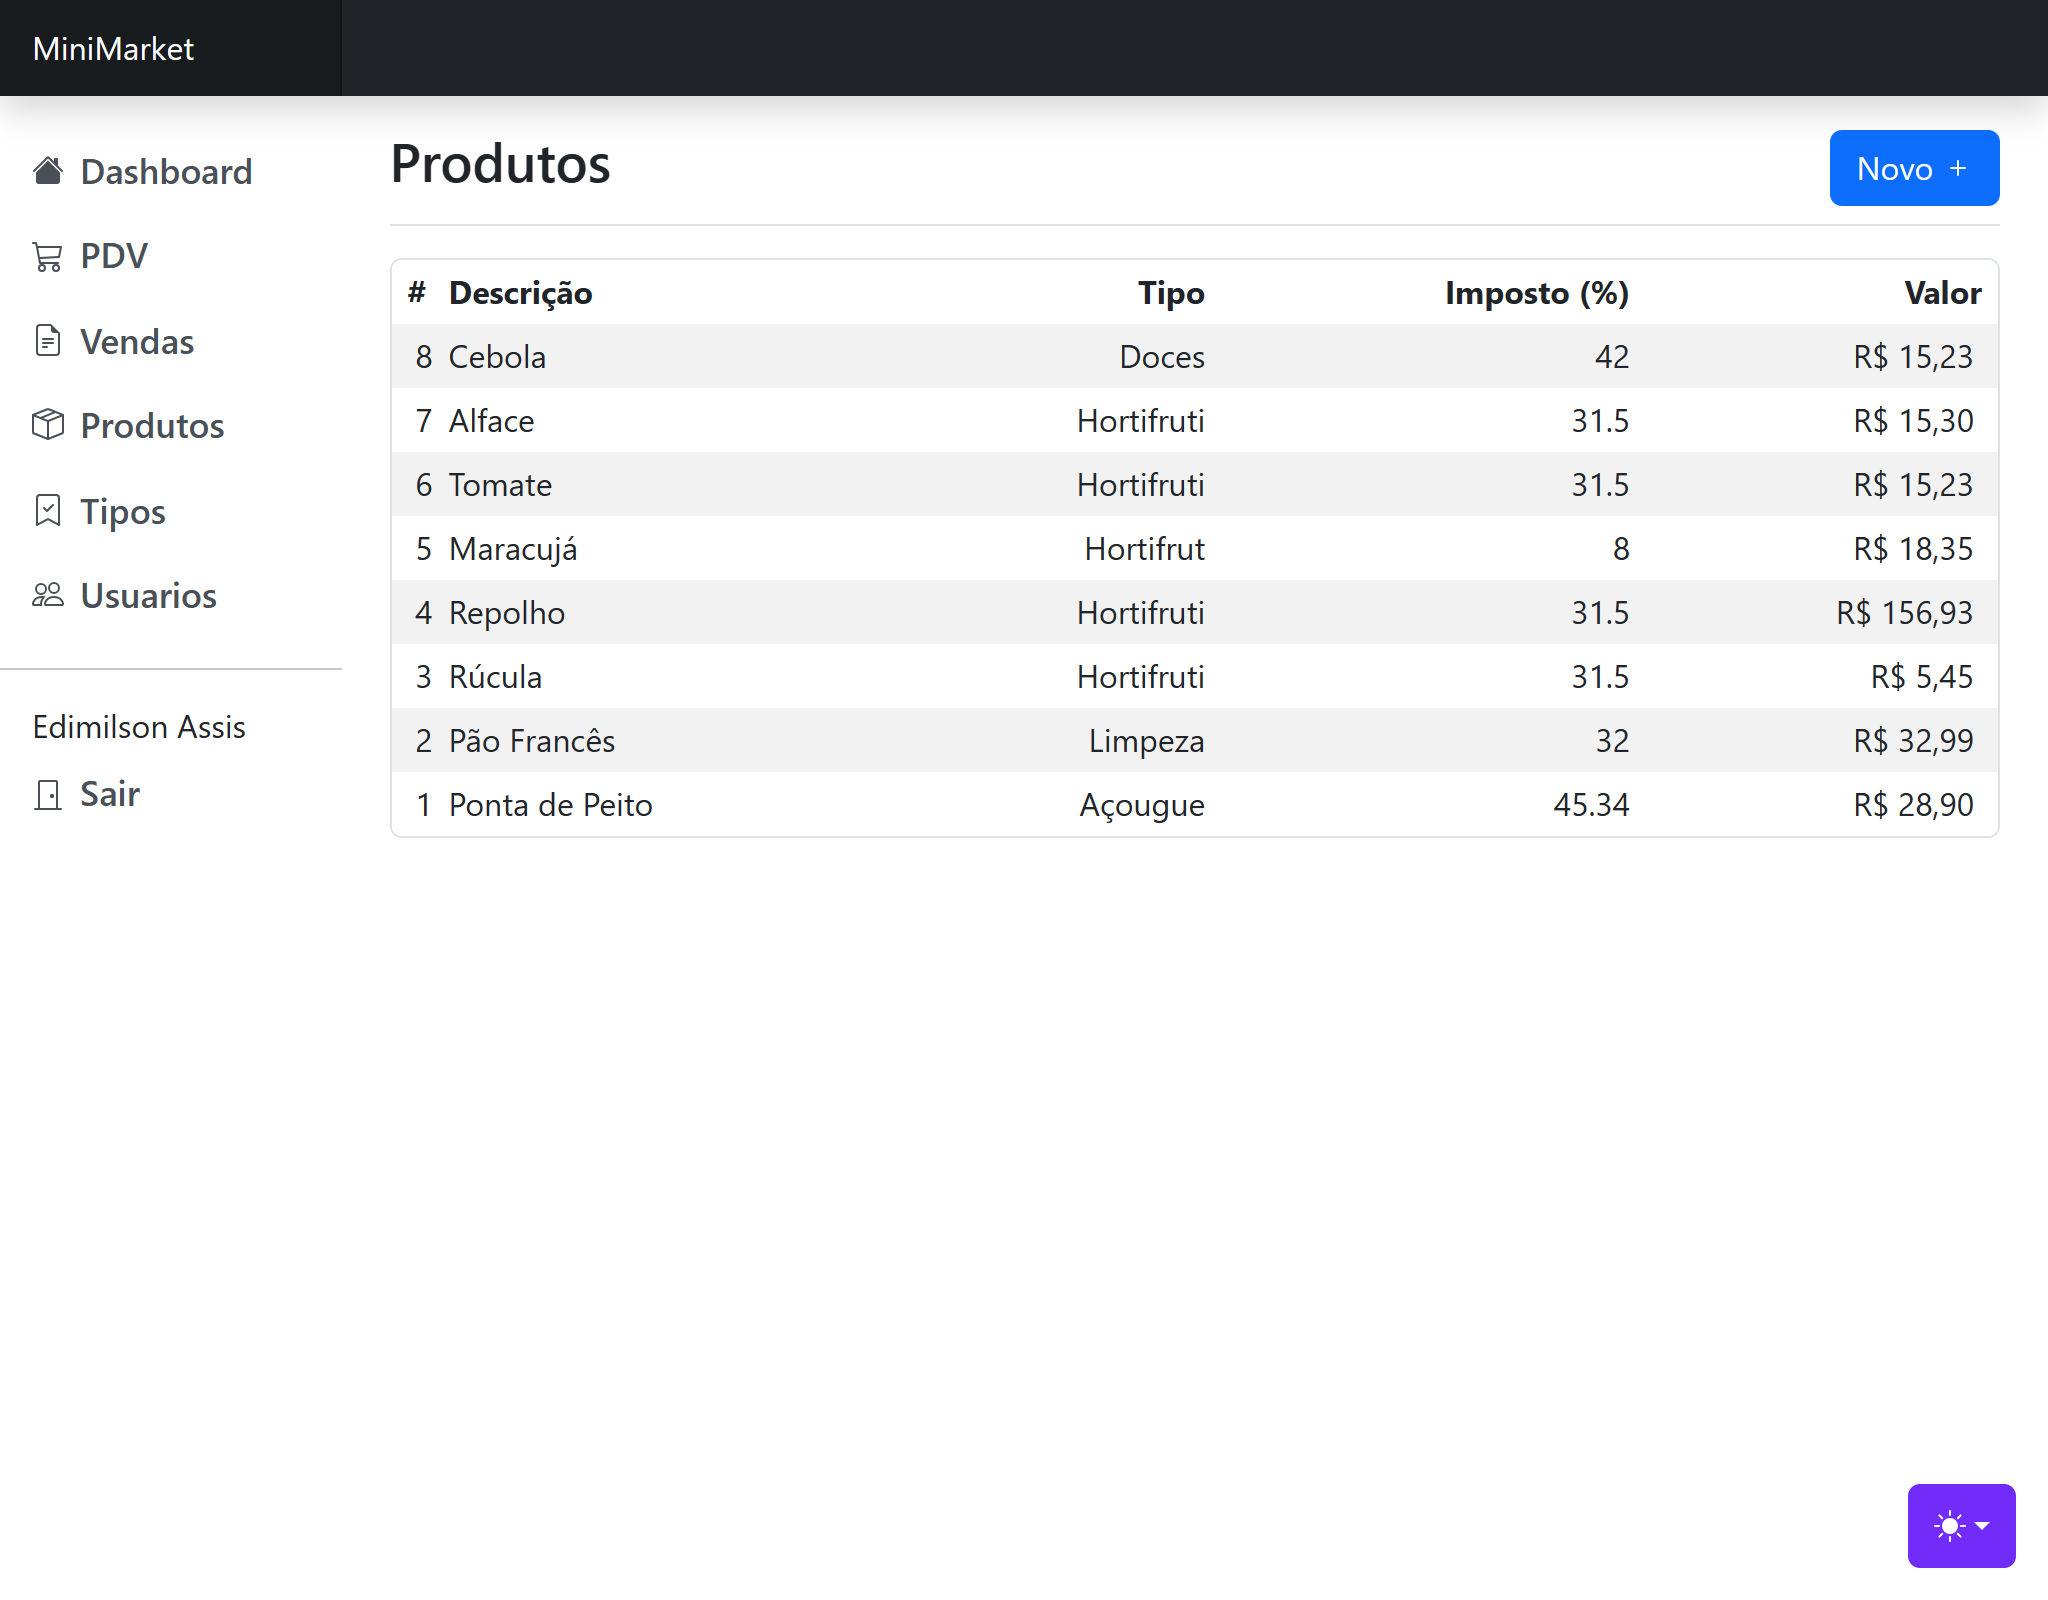 MiniMarket
Dashboard
PDV
Vendas
Produtos
Tipos
Usuarios
Edimilson Assis
Sair
Produtos
Novo +
# Descrição Tipo Imposto (%) Valor
8 Cebola Doces 42 R$ 15,23
7 Alface Hortifruti 31.5 R$ 15,30
6 Tomate Hortifruti 31.5 R$ 15,23
5 Maracujá Hortifrut 8 R$ 18,35
4 Repolho Hortifruti 31.5 R$ 156,93
3 Rúcula Hortifruti 31.5 R$ 5,45
2 Pão Francês Limpeza 32 R$ 32,99
1 Ponta de Peito Açougue 45.34 R$ 28,90